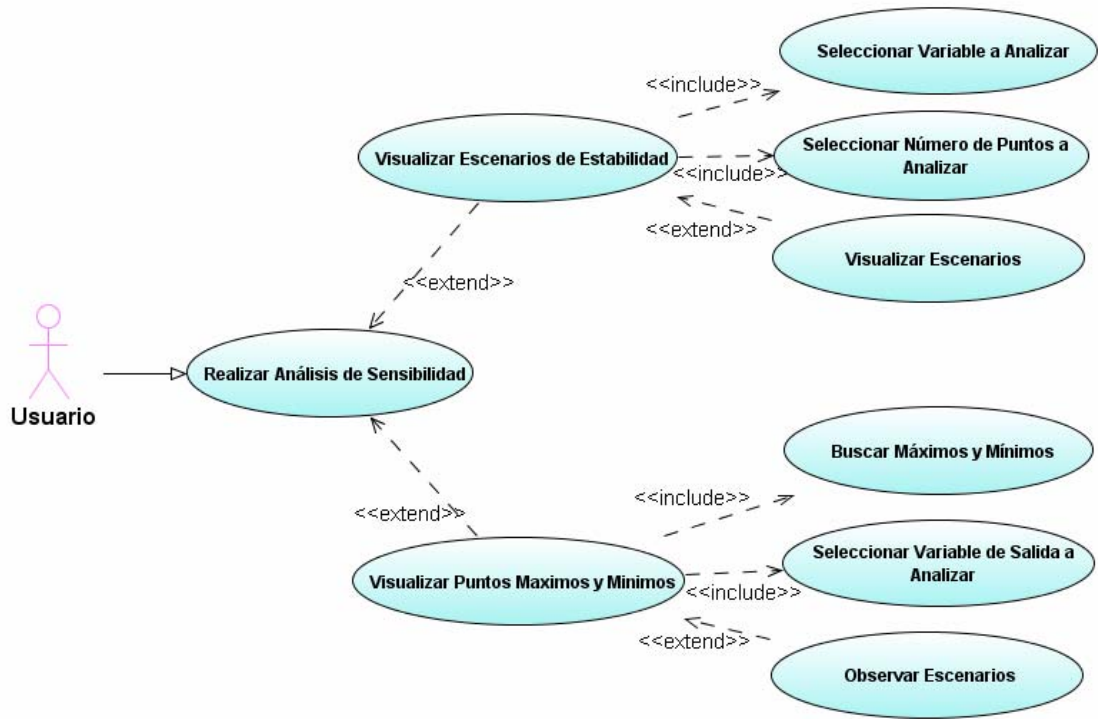 Seleccionar Variable a Analizar
<<include>>
Visualizar Escenarios de Estabilidad
Seleccionar Número de Puntos a
Analizar
<<include>>
<<extend>>
Visualizar Escenarios
<<extend>>
Realizar Análisis de Sensibilidad
Usuario
Buscar Máximos y Mínimos
<<include>>
<<extend>>
Seleccionar Variable de Salida a
Analizar
Visualizar Puntos Maximos y Minimos
<<include>>
<<extend>>
Observar Escenarios